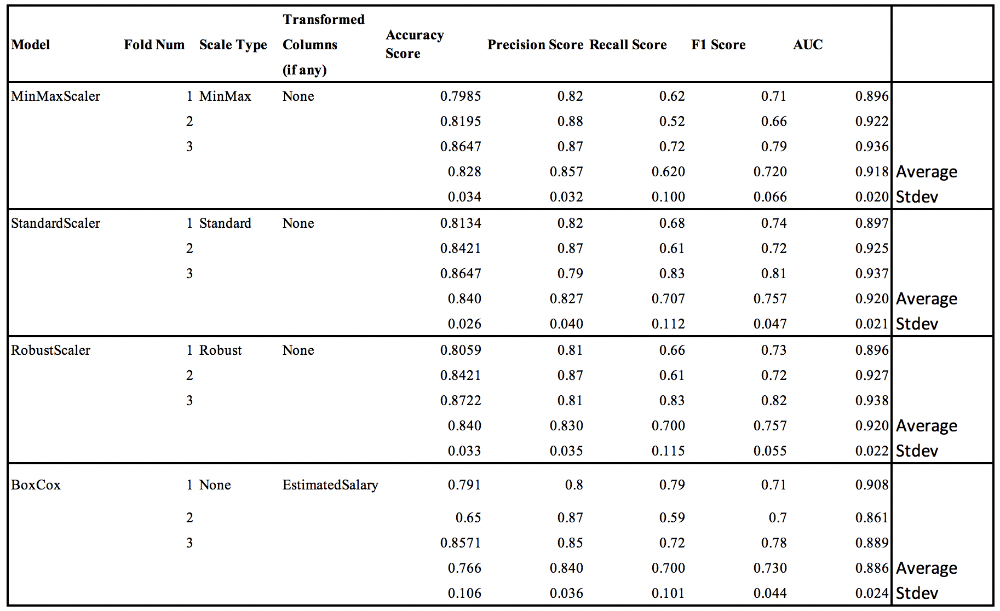 Model Fold Num Scale Type Transformed Columns (if any) Accuracy Score Precision Score Recall Score F1 Score AUC
MinMaxScaler 1 MinMax None 0.7985 0.82 0.62 0.71 0.896
2 0.8195 0.88 0.52 0.66 0.922
3 0.8647 0.87 0.72 0.79 0.936
0.828 0.857 0.620 0.720 0.918 Average
0.034 0.032 0.100 0.066 0.020 Stdev
StandardScaler 1 Standard None 0.8134 0.82 0.68 0.74 0.897
2 0.8421 0.87 0.61 0.72 0.925
3 0.8647 0.79 0.83 0.81 0.937
0.840 0.827 0.707 0.757 0.920 Average
0.026 0.040 0.112 0.047 0.021 Stdev
RobustScaler 1 Robust None 0.8059 0.81 0.66 0.73 0.896
2 0.8421 0.87 0.61 0.72 0.927
3 0.8722 0.81 0.83 0.82 0.938
0.840 0.830 0.700 0.757 0.920 Average
0.033 0.035 0.115 0.055 0.022 Stdev
BoxCox 1 None EstimatedSalary 0.791 0.8 0.79 0.71 0.908
2 0.65 0.87 0.59 0.7 0.861
3 0.8571 0.85 0.72 0.78 0.889
0.766 0.840 0.700 0.730 0.886 Average
0.106 0.036 0.101 0.044 0.024 Stdev